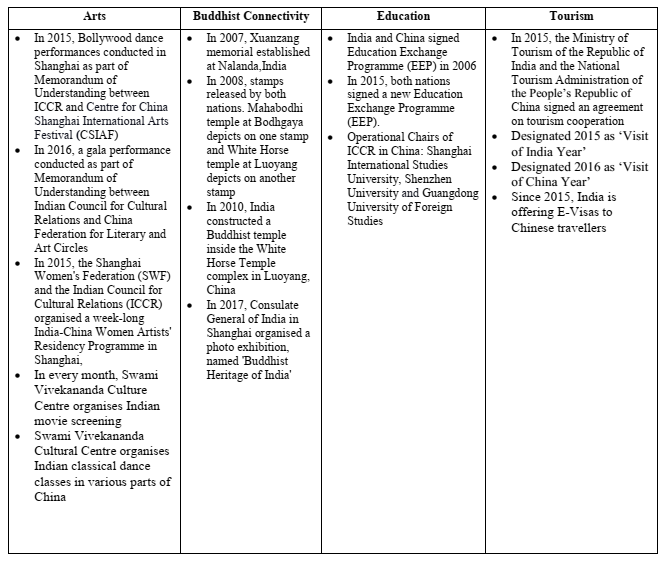 Arts
• In 2015, Bollywood dance
performances conducted in
Shanghai as part of
Memorandum of
Understanding between
ICCR and Centre for China
Shanghai International Arts
Festival (CSIAF)
• In 2016, a gala performance
conducted as part of
Memorandum of
Understanding between
Indian Council for Cultural
Relations and China
Federation for Literary and
Art Circles
• In 2015, the Shanghai
Women's Federation (SWF)
and the Indian Council for
Cultural Relations (ICCR)
organised a week-long
India-China Women Artists'
Residency Programme in
Shanghai,
• In every month, Swami
Vivekananda Culture
Centre organises Indian
movie screening
• Swami Vivekananda
Cultural Centre organises
Indian classical dance
classes in various parts of
China
Buddhist Connectivity
• In 2007, Xuanzang
memorial established
at Nalanda,India
• In 2008, stamps
released by both
nations. Mahabodhi
temple at Bodhgaya
depicts on one stamp
and White Horse
temple at Luoyang
depicts on another
stamp
• In 2010, India
constructed a
Buddhist temple
inside the White
Horse Temple
complex in Luoyang,
China
• In 2017, Consulate
General of India in
Shanghai organised a
photo exhibition,
named 'Buddhist
Heritage of India'
Education
• India and China signed
Education Exchange
Programme (EEP) in 2006
• In 2015, both nations
signed a new Education
Exchange Programme
(EEP).
• Operational Chairs of
ICCR in China: Shanghai
International Studies
University, Shenzhen
University and Guangdong
University of Foreign
Studies
Tourism
• In 2015, the Ministry of
Tourism of the Republic of
India and the National
Tourism Administration of
the People's Republic of
China signed an agreement
on tourism cooperation
• Designated 2015 as ‘Visit
of India Year’
• Designated 2016 as ‘Visit
of China Year’
• Since 2015, India is
offering E-Visas to
Chinese travellers